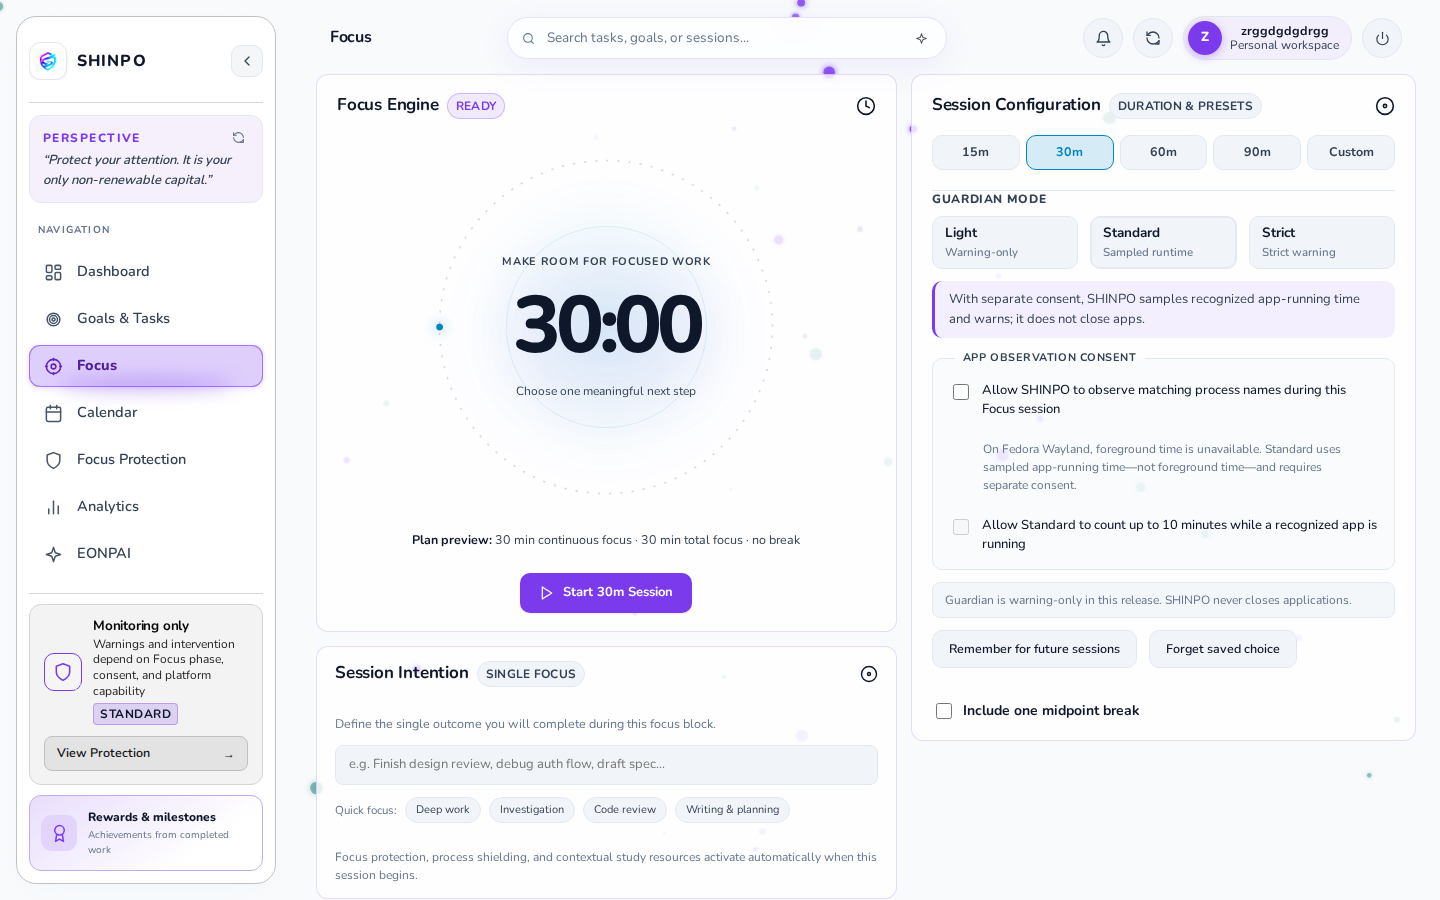 SHINPO
PERSPECTIVE
“Protect your attention. It is your
only non-renewable capital.”
NAVIGATION
Dashboard
Goals & Tasks
Focus
Calendar
Focus Protection
Analytics
EONPAI
Monitoring only
Warnings and intervention
depend on Focus phase,
consent, and platform
capability
STANDARD
View Protection →
Rewards & milestones
Achievements from completed
work
Focus
Search tasks, goals, or sessions...
Z
zrggdgdgdrgg
Personal workspace
Focus Engine READY
MAKE ROOM FOR FOCUSED WORK
30:00
Choose one meaningful next step
Plan preview: 30 min continuous focus · 30 min total focus · no break
Start 30m Session
Session Intention SINGLE FOCUS
Define the single outcome you will complete during this focus block.
e.g. Finish design review, debug auth flow, draft spec...
Quick focus: Deep work Investigation Code review Writing & planning
Focus protection, process shielding, and contextual study resources activate automatically when this
session begins.
Session Configuration DURATION & PRESETS
15m 30m 60m 90m Custom
GUARDIAN MODE
Light Standard Strict
Warning-only Sampled runtime Strict warning
With separate consent, SHINPO samples recognized app-running time
and warns; it does not close apps.
APP OBSERVATION CONSENT
Allow SHINPO to observe matching process names during this
Focus session
On Fedora Wayland, foreground time is unavailable. Standard uses
sampled app-running time—not foreground time—and requires
separate consent.
Allow Standard to count up to 10 minutes while a recognized app is
running
Guardian is warning-only in this release. SHINPO never closes applications.
Remember for future sessions Forget saved choice
Include one midpoint break